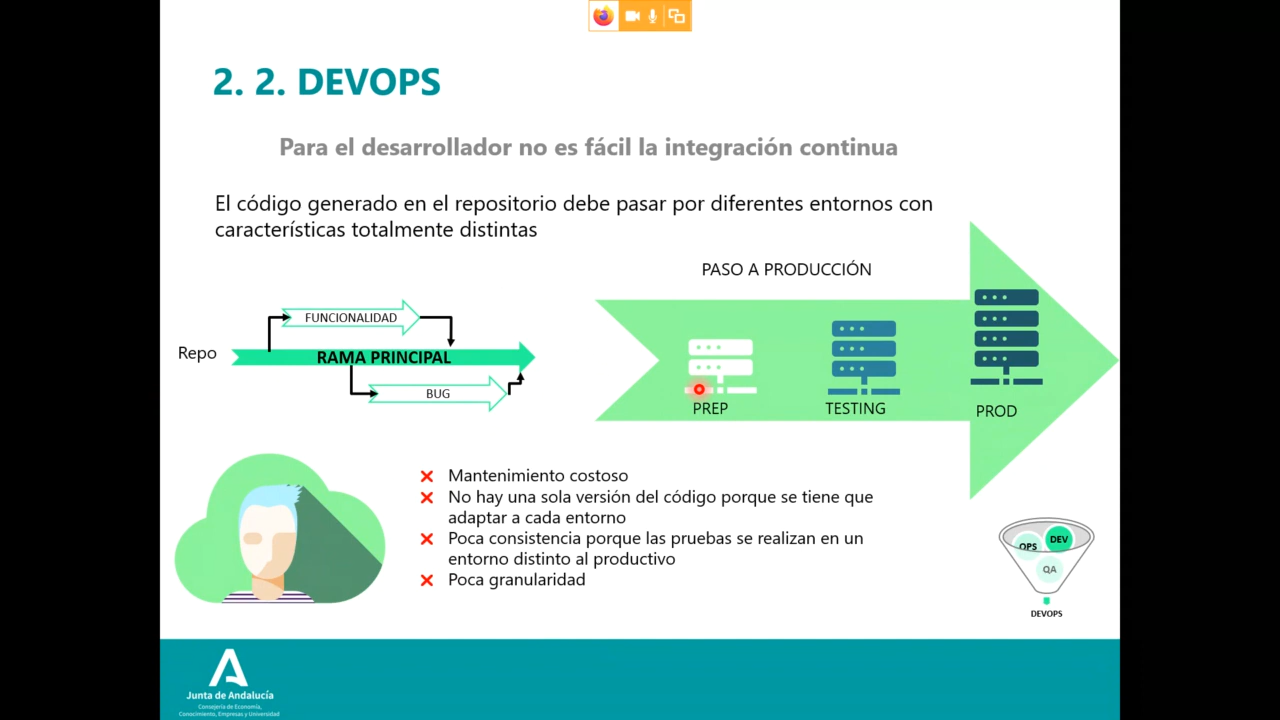 2. 2. DEVOPS
Para el desarrollador no es fácil la integración continua
El código generado en el repositorio debe pasar por diferentes entornos con
características totalmente distintas
PASO A PRODUCCIÓN
FUNCIONALIDAD
Repo
RAMA PRINCIPAL
BUG
PREP
TESTING
PROD
Mantenimiento costoso
No hay una sola versión del código porque se tiene que
adaptar a cada entorno
Poca consistencia porque las pruebas se realizan en un
entorno distinto al productivo
Poca granularidad
OPS
DEV
QA
DEVOPS
Junta de Andalucía
Consejería de Economía,
Conocimiento, Empresas y Universidad